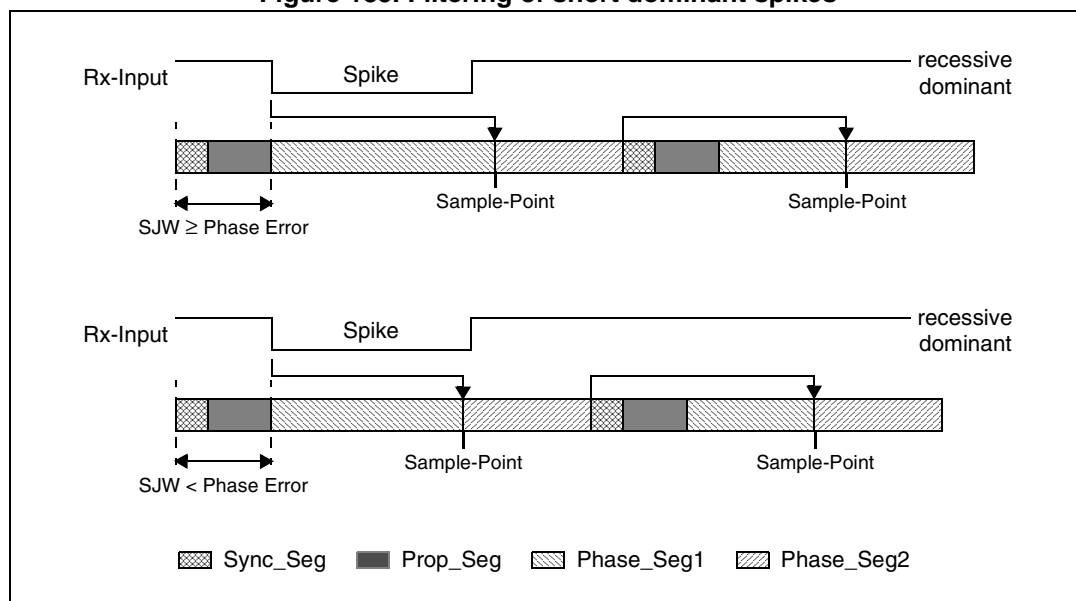 Figure Filtering of short dominant spikes
Rx-Input
Spike
recessive
dominant
Sample-Point
Sample-Point
SJW ≥ Phase Error
Rx-Input
Spike
recessive
dominant
Sample-Point
Sample-Point
SJW < Phase Error
Sync_Seg Prop_Seg Phase_Seg1 Phase_Seg2